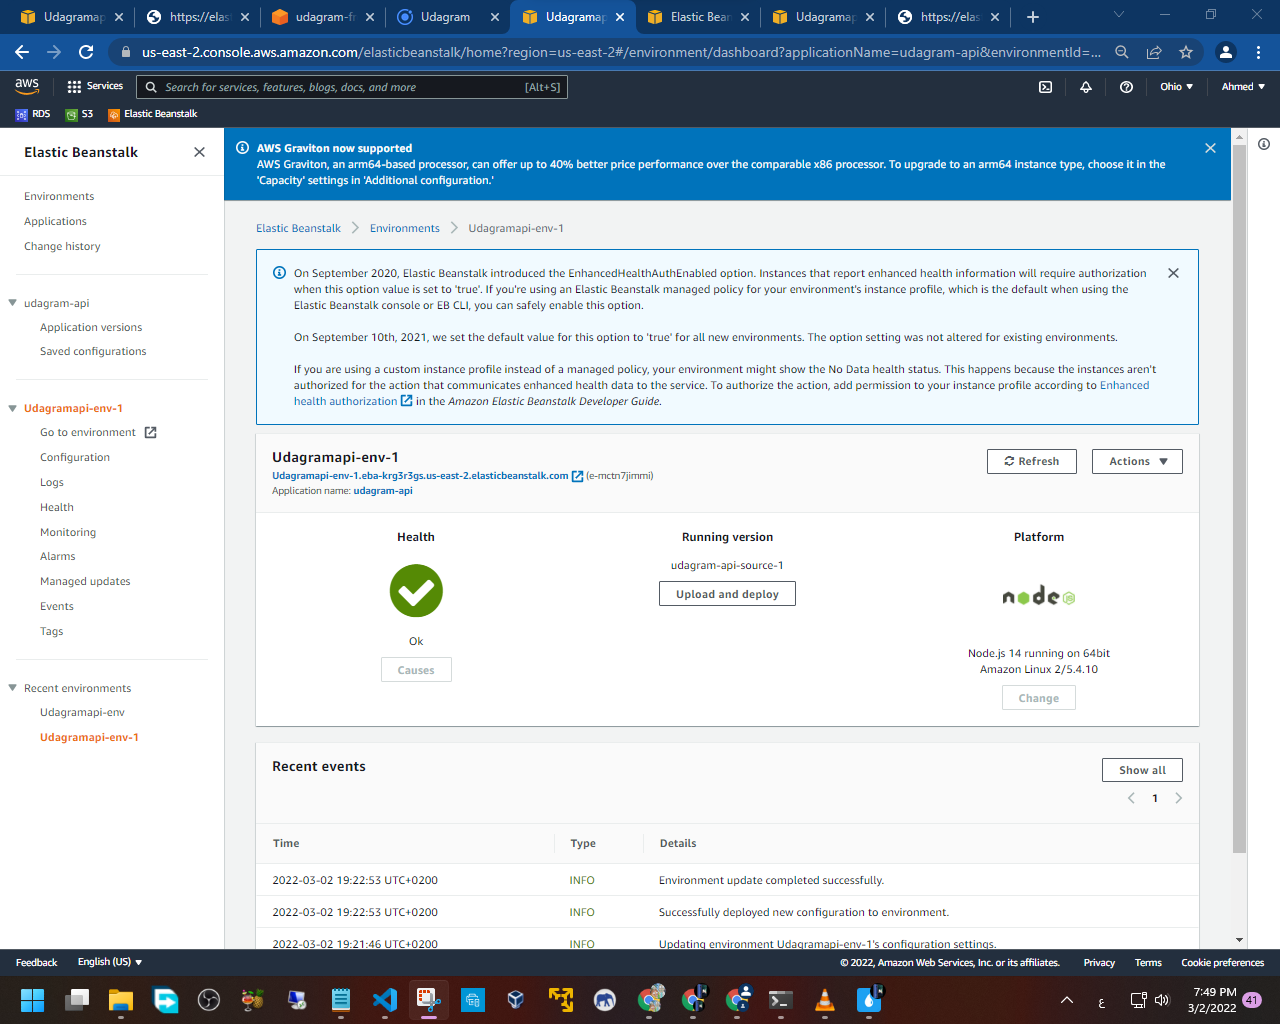 Udagramap
https://elast
udagram-fr
Udagram
Udagramap
Elastic Bean
Udagramap
https://elas
us-east-2.console.aws.amazon.com/elasticbeanstalk/home?region=us-east-2#/environment/dashboard?applicationName=udagram-api&environmentId=...
aws
Services
Search for services, features, blogs, docs, and more
[Alt+S]
Ohio
Ahmed
RDS
S3
Elastic Beanstalk
Elastic Beanstalk
Environments
Applications
Change history
udagram-api
Application versions
Saved configurations
Udagramapi-env-1
Go to environment
Configuration
Logs
Health
Monitoring
Alarms
Managed updates
Events
Tags
Recent environments
Udagramapi-env
Udagramapi-env-1
AWS Graviton now supported
AWS Graviton, an arm64-based processor, can offer up to 40% better price performance over the comparable x86 processor. To upgrade to an arm64 instance type, choose it in the
'Capacity' settings in 'Additional configuration.'
Elastic Beanstalk
Environments
Udagramapi-env-1
On September 2020, Elastic Beanstalk introduced the EnhancedHealthAuthEnabled option. Instances that report enhanced health information will require authorization
when this option value is set to 'true'. If you're using an Elastic Beanstalk managed policy for your environment's instance profile, which is the default when using the
Elastic Beanstalk console or EB CLI, you can safely enable this option.
On September 10th, 2021, we set the default value for this option to 'true' for all new environments. The option setting was not altered for existing environments.
If you are using a custom instance profile instead of a managed policy, your environment might show the No Data health status. This happens because the instances aren't
authorized for the action that communicates enhanced health data to the service. To authorize the action, add permission to your instance profile according to Enhanced
health authorization in the Amazon Elastic Beanstalk Developer Guide.
Udagramapi-env-1
Udagramapi-env-1.eba-krg3r3gs.us-east-2.elasticbeanstalk.com (e-mctn7jimmi)
Application name: udagram-api
Refresh
Actions
Health
Ok
Causes
Running version
udagram-api-source-1
Upload and deploy
Platform
node JS
Node.js 14 running on 64bit
Amazon Linux 2/5.4.10
Change
Recent events
Show all
1
Time Type Details
2022-03-02 19:22:53 UTC+0200 INFO Environment update completed successfully.
2022-03-02 19:22:53 UTC+0200 INFO Successfully deployed new configuration to environment.
2022-03-02 19:21:46 UTC+0200 INFO Updating environment Udagramapi-env-1's configuration settings.
Feedback
English (US)
© 2022, Amazon Web Services, Inc. or its affiliates.
Privacy
Terms
Cookie preferences
ع
7:49 PM
3/2/2022
41